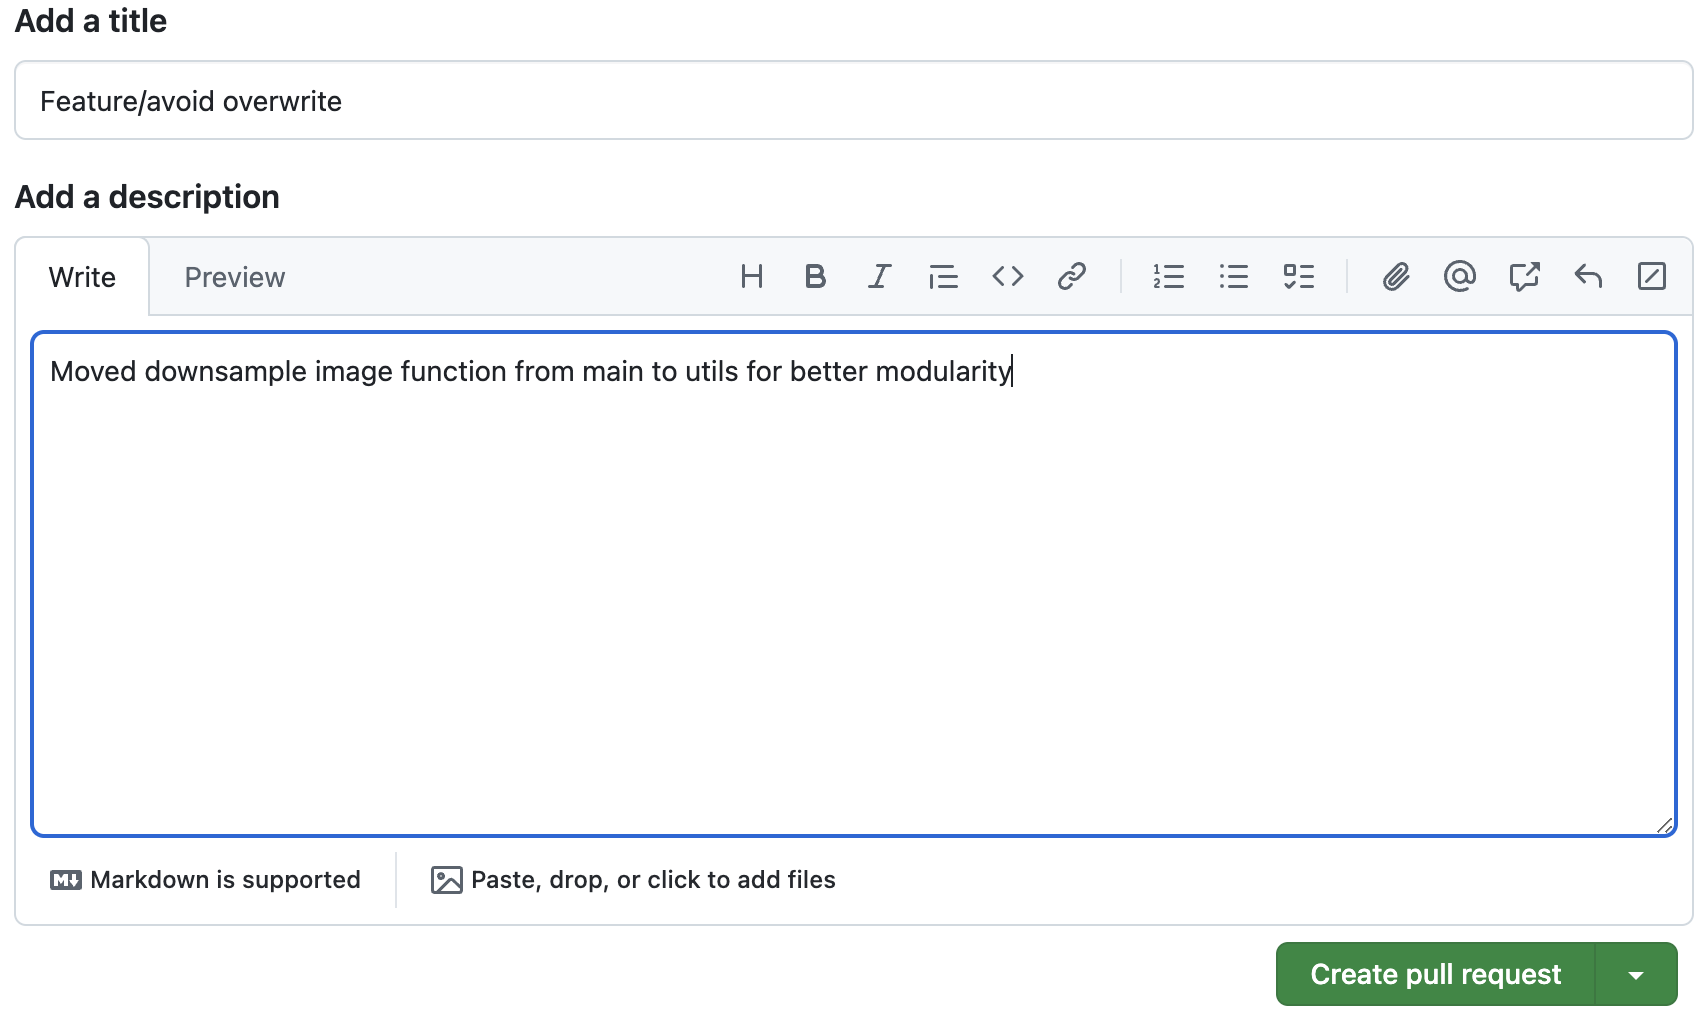 Add a title
Feature/avoid overwrite
Add a description
Write Preview
Moved downsample image function from main to utils for better modularity
Markdown is supported Paste, drop, or click to add files
Create pull request